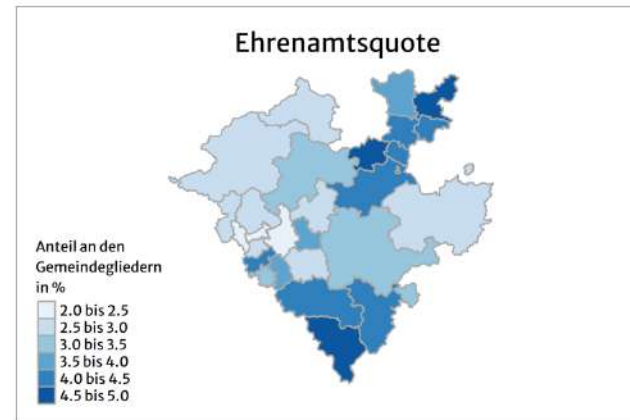 Ehrenamtsquote
Anteil an den
Gemeindegliedern
in %
2.0 bis 2.5
2.5 bis 3.0
3.0 bis 3.5
3.5 bis 4.0
4.0 bis 4.5
4.5 bis 5.0